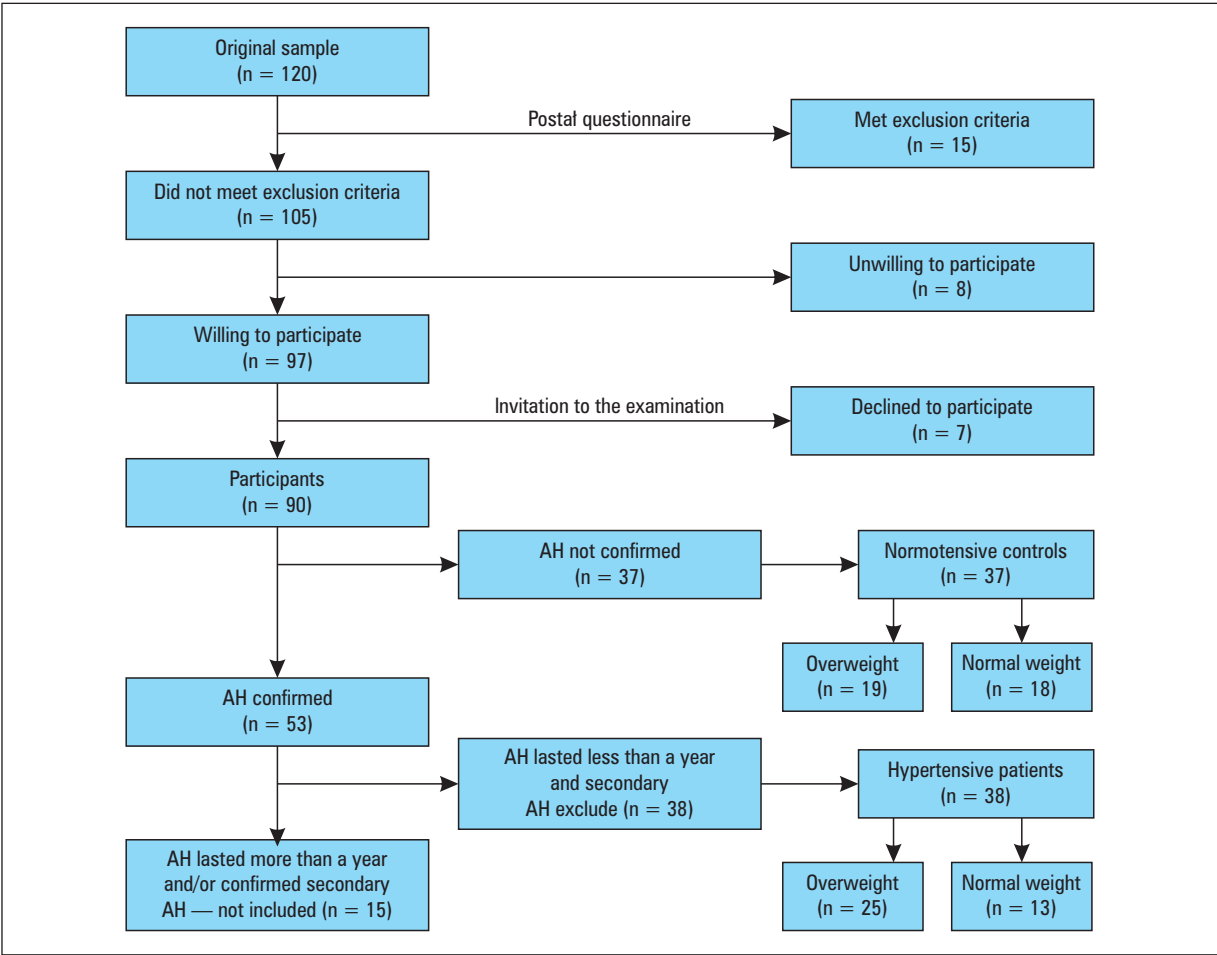 Original sample
(n = 120)
Postał questionnaire
Met exclusion criteria
(n = 15)
Did not meet exclusion criteria
(n = 105)
Unwilling to participate
(n = 8)
Willing to participate
(n = 97)
Invitation to the examination
Declined to participate
(n = 7)
Participants
(n = 90)
AH not confirmed
(n = 37)
Normotensive controls
(n = 37)
Overweight
(n = 19)
Normal weight
(n = 18)
AH confirmed
(n = 53)
AH lasted less than a year
and secondary
AH exclude (n = 38)
Hypertensive patients
(n = 38)
AH lasted more than a year
and/or confirmed secondary
AH — not included (n = 15)
Overweight
(n = 25)
Normal weight
(n = 13)